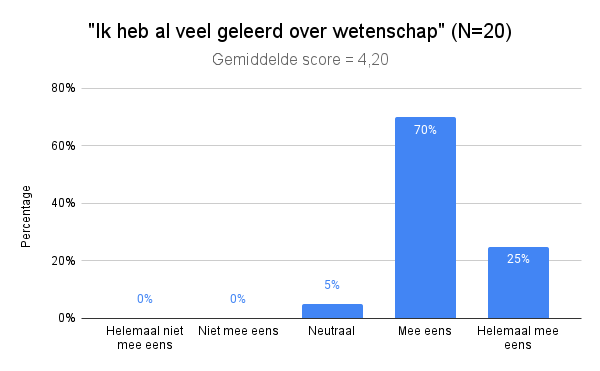 "Ik heb al veel geleerd over wetenschap" (N=20)
Gemiddelde score = 4,20
Percentage
80%
60%
40%
20%
0%
0%
0%
5%
70%
25%
Helemaal niet
mee eens
Niet mee eens
Neutraal
Mee eens
Helemaal mee
eens